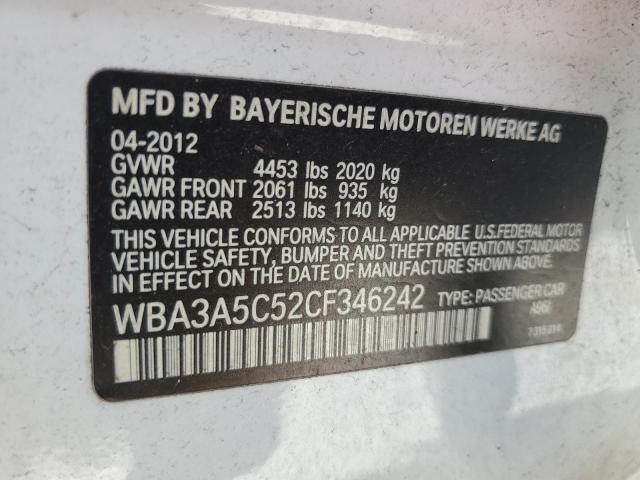 MFD BY BAYERISCHE MOTOREN WERKE AG
04-2012
GVWR 4453 lbs 2020 kg
GAWR FRONT 2061 lbs 935 kg
GAWR REAR 2513 lbs 1140 kg
THIS VEHICLE CONFORMS TO ALL APPLICABLE U.S.FEDERAL MOTOR
VEHICLE SAFETY, BUMPER AND THEFT PREVENTION STANDARDS
IN EFFECT ON THE DATE OF MANUFACTURE SHOWN ABOVE.
WBA3A5C52CF346242 TYPE: PASSENGER CAR
A96